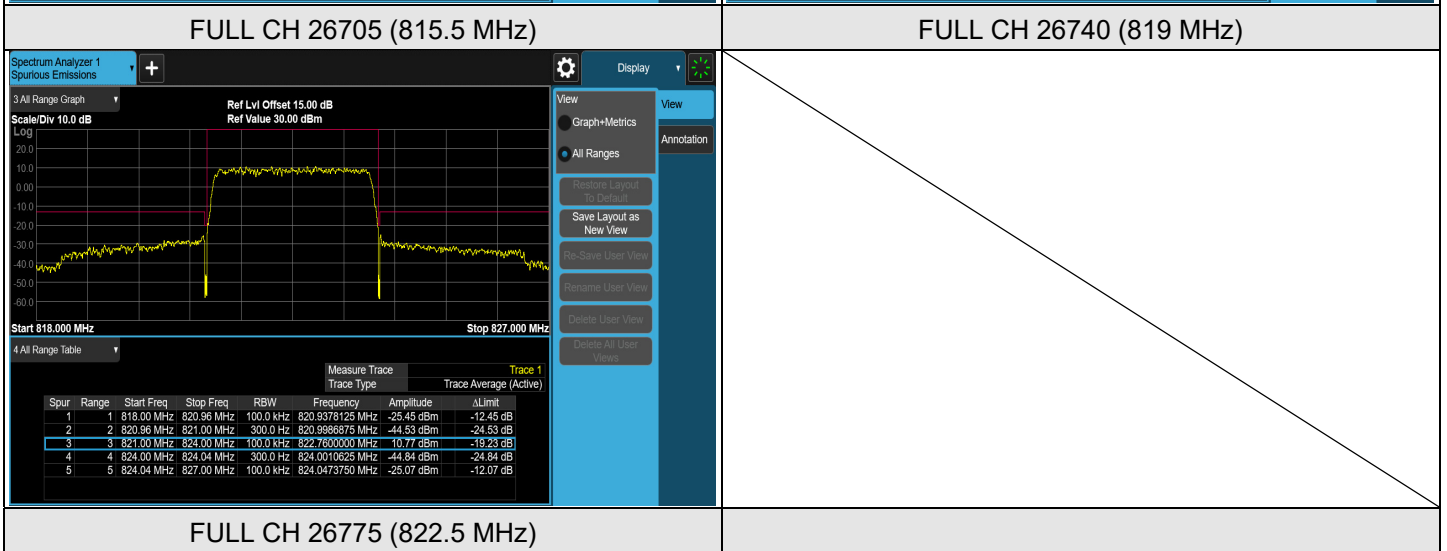 FULL CH 26705 (815.5 MHz) FULL CH 26740 (819 MHz)
Spectrum Analyzer 1
Spurious Emissions
+
Display
3 All Range Graph
Scale/Div 10.0 dB
Ref Lvl Offset 15.00 dB
Ref Value 30.00 dBm
Log
20.0
10.0
0.00
-10.0
-20.0
-30.0
-40.0
-50.0
-60.0
Start 818.000 MHz Stop 827.000 MHz
View
Graph+Metrics
All Ranges
Restore Layout
To Default
Save Layout as
New View
Re-Save User View
Rename User View
Delete User View
Delete All User
Views
View
Annotation
4 All Range Table
Measure Trace Trace 1
Trace Type Trace Average (Active)
Spur Range Start Freq Stop Freq RBW Frequency Amplitude ΔLimit
1 1 818.00 MHz 820.96 MHz 100.0 kHz 820.9378125 MHz -25.45 dBm -12.45 dB
2 2 820.96 MHz 821.00 MHz 300.0 Hz 820.9986875 MHz -44.53 dBm -24.53 dB
3 3 821.00 MHz 824.00 MHz 100.0 kHz 822.7600000 MHz 10.77 dBm -19.23 dB
4 4 824.00 MHz 824.04 MHz 300.0 Hz 824.0010625 MHz -44.84 dBm -24.84 dB
5 5 824.04 MHz 827.00 MHz 100.0 kHz 824.0473750 MHz -25.07 dBm -12.07 dB
FULL CH 26775 (822.5 MHz)